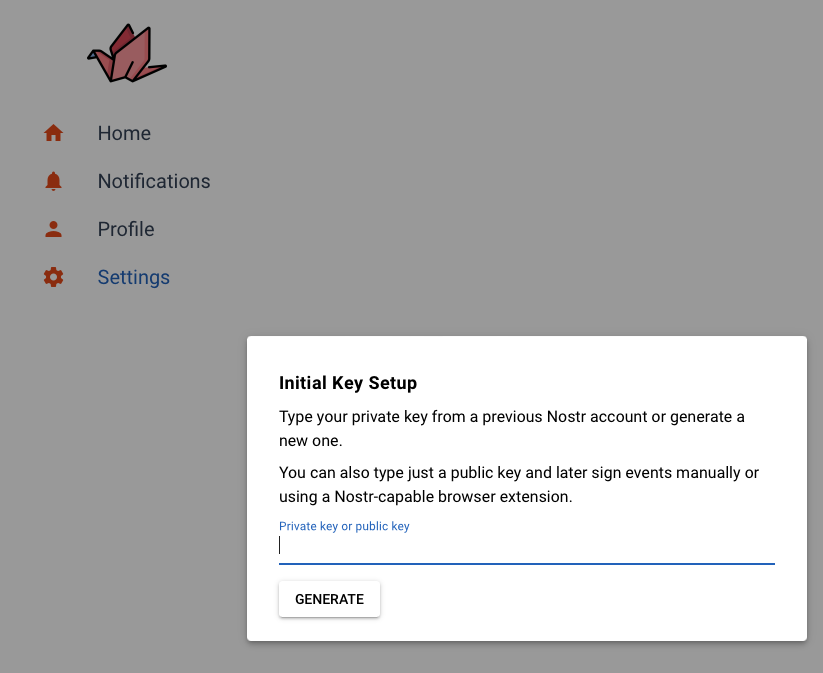 Home
Notifications
Profile
Settings
Initial Key Setup
Type your private key from a previous Nostr account or generate a
new one.
You can also type just a public key and later sign events manually or
using a Nostr-capable browser extension.
Private key or public key
GENERATE